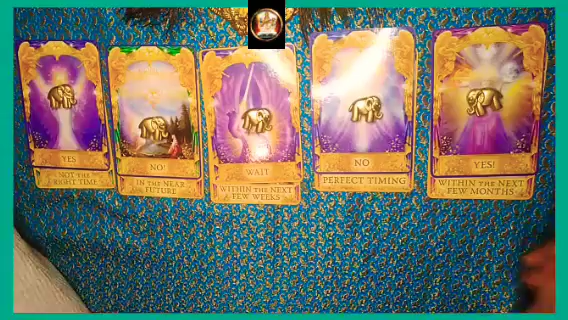 YES
NOT THE
RIGHT TIME
NO!
IN THE NEAR
FUTURE
WAIT
WITHIN THE NEXT
FEW WEEKS
NO
PERFECT TIMING
YES!
WITHIN THE NEXT
FEW MONTHS